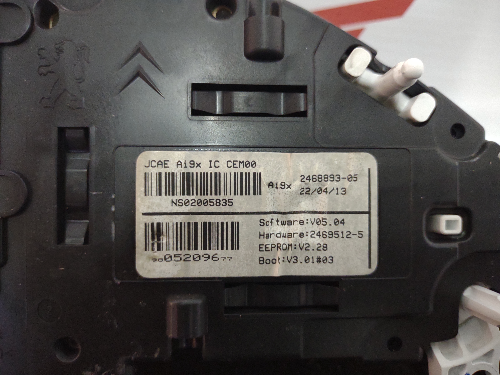 JCAE Ai9x IC CEM00
NS02005835
Ai9x
2468893-05
22/04/13
Software:V05.04
Hardware:2469512-5
EEPROM:V2.28
Boot:V3.01#03
9005209677